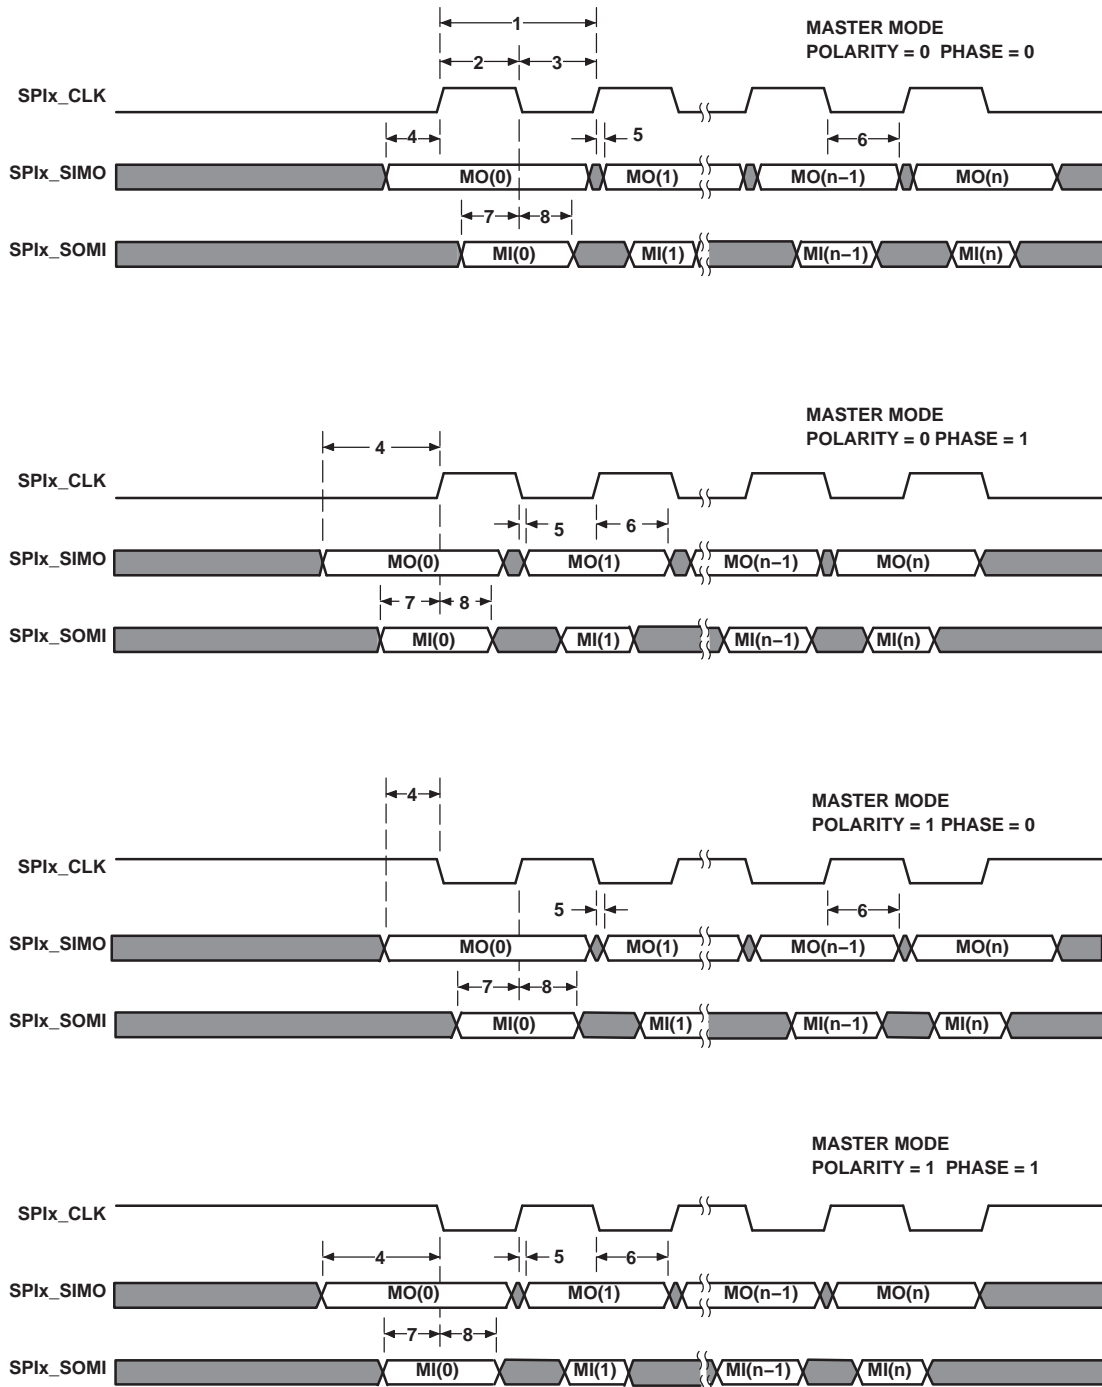 1
MASTER MODE
POLARITY = 0 PHASE = 0
2
3
SPIx_CLK
4
5
6
SPIx_SIMO
MO(0)
MO(1)
MO(n−1)
MO(n)
7
8
SPIx_SOMI
MI(0)
MI(1)
MI(n−1)
MI(n)
MASTER MODE
POLARITY = 0 PHASE = 1
4
SPIx_CLK
5
6
SPIx_SIMO
MO(0)
MO(1)
MO(n−1)
MO(n)
7
8
SPIx_SOMI
MI(0)
MI(1)
MI(n−1)
MI(n)
4
MASTER MODE
POLARITY = 1 PHASE = 0
SPIx_CLK
5
6
SPIx_SIMO
MO(0)
MO(1)
MO(n−1)
MO(n)
7
8
SPIx_SOMI
MI(0)
MI(1)
MI(n−1)
MI(n)
MASTER MODE
POLARITY = 1 PHASE = 1
SPIx_CLK
4
5
6
SPIx_SIMO
MO(0)
MO(1)
MO(n−1)
MO(n)
7
8
SPIx_SOMI
MI(0)
MI(1)
MI(n−1)
MI(n)